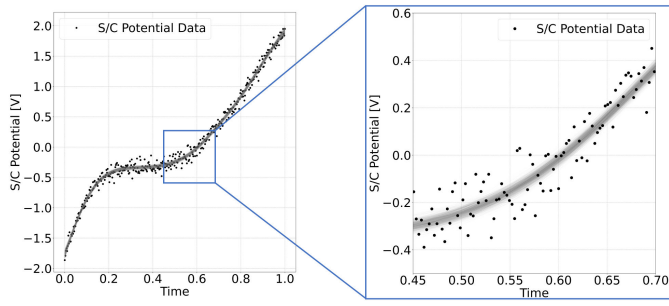 S/C Potential Data
S/C Potential [V]
2.0
1.5
1.0
0.5
0.0
−0.5
−1.0
−1.5
−2.0
0.0 0.2 0.4 0.6 0.8 1.0
Time
S/C Potential Data
S/C Potential [V]
0.6
0.4
0.2
0.0
−0.2
−0.4
0.45 0.50 0.55 0.60 0.65 0.70
Time